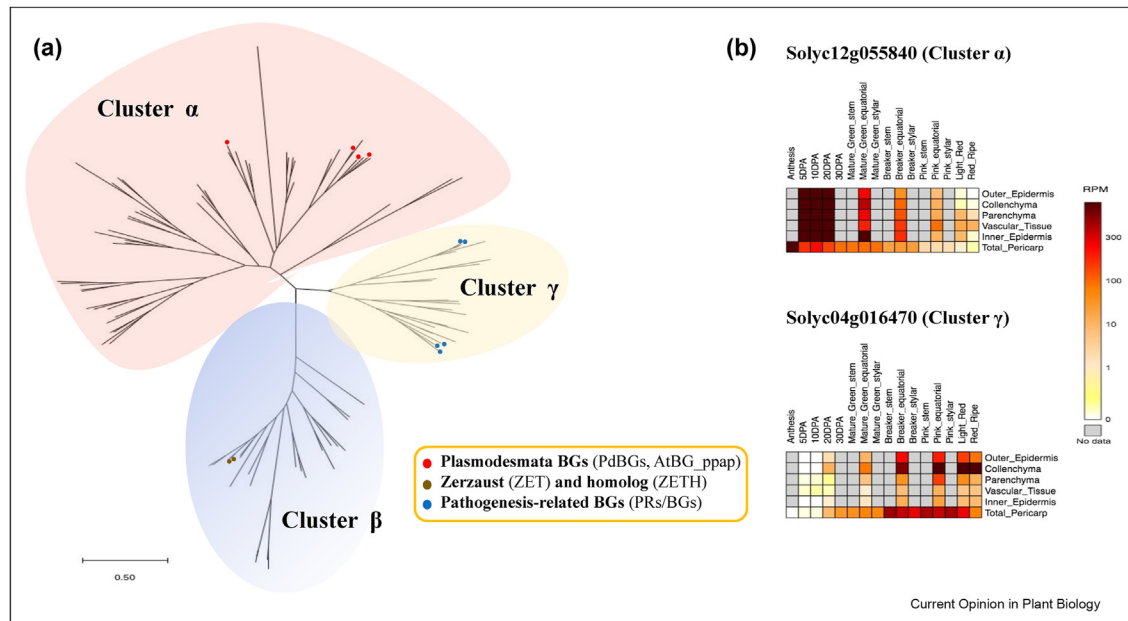 (a)
Cluster α
Cluster γ
Cluster β
0.50
Plasmodesmata BGs (PdBGs, AtBG_ppap)
Zerzaust (ZET) and homolog (ZETH)
Pathogenesis-related BGs (PRs/BGs)
(b)
Solyc12g055840 (Cluster α)
Anthesis
5DPA
10DPA
20DPA
30DPA
Mature_Green_stem
Mature_Green_equatorial
Mature_Green_stylar
Breaker_stem
Breaker_equatorial
Breaker_stylar
Pink_stem
Pink_equatorial
Pink_stylar
Light_Red
Red_Ripe
Outer_Epidermis
Collenchyma
Parenchyma
Vascular_Tissue
Inner_Epidermis
Total_Pericarp
Solyc04g016470 (Cluster γ)
Anthesis
5DPA
10DPA
20DPA
30DPA
Mature_Green_stem
Mature_Green_equatorial
Mature_Green_stylar
Breaker_stem
Breaker_equatorial
Breaker_stylar
Pink_stem
Pink_equatorial
Pink_stylar
Light_Red
Red_Ripe
Outer_Epidermis
Collenchyma
Parenchyma
Vascular_Tissue
Inner_Epidermis
Total_Pericarp
RPM
300
100
10
1
0
No data
Current Opinion in Plant Biology